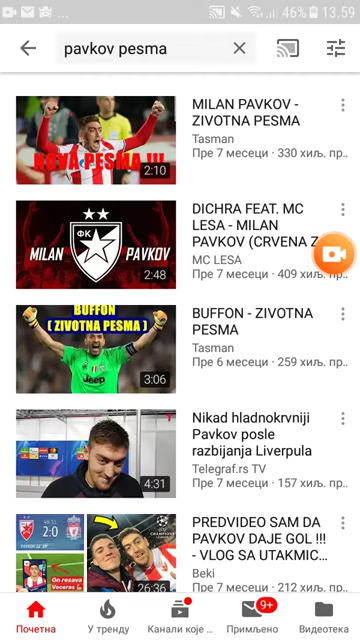 46% 13.59
pavkov pesma
NOVA PESMA !!!
2:10
MILAN PAVKOV -
ZIVOTNA PESMA
Tasman
Пре 7 месеци · 330 хиљ. пр..
ФК
MILAN PAVKOV
2:48
DICHRA FEAT. MC
LESA - MILAN
PAVKOV (CRVENA Z
MC LESA
Пре 7 месеци · 409 хиљ. пр..
BUFFON
( ZIVOTNA PESMA )
Jeep
3:06
BUFFON - ZIVOTNA
PESMA
Tasman
Пре 6 месеци · 259 хиљ. пр..
4:31
Nikad hladnokrvniji
Pavkov posle
razbijanja Liverpula
Telegraf.rs TV
Пре 7 месеци · 157 хиљ. пр..
2:0
On resava
Voceras
26:36
PREDVIDEO SAM DA
PAVKOV DAJE GOL !!!
- VLOG SA UTAKMIC...
Beki
Пре 7 месеци · 212 хиљ. пр..
9+
Почетна
У тренду
Канали које ...
Примљено
Видеотека